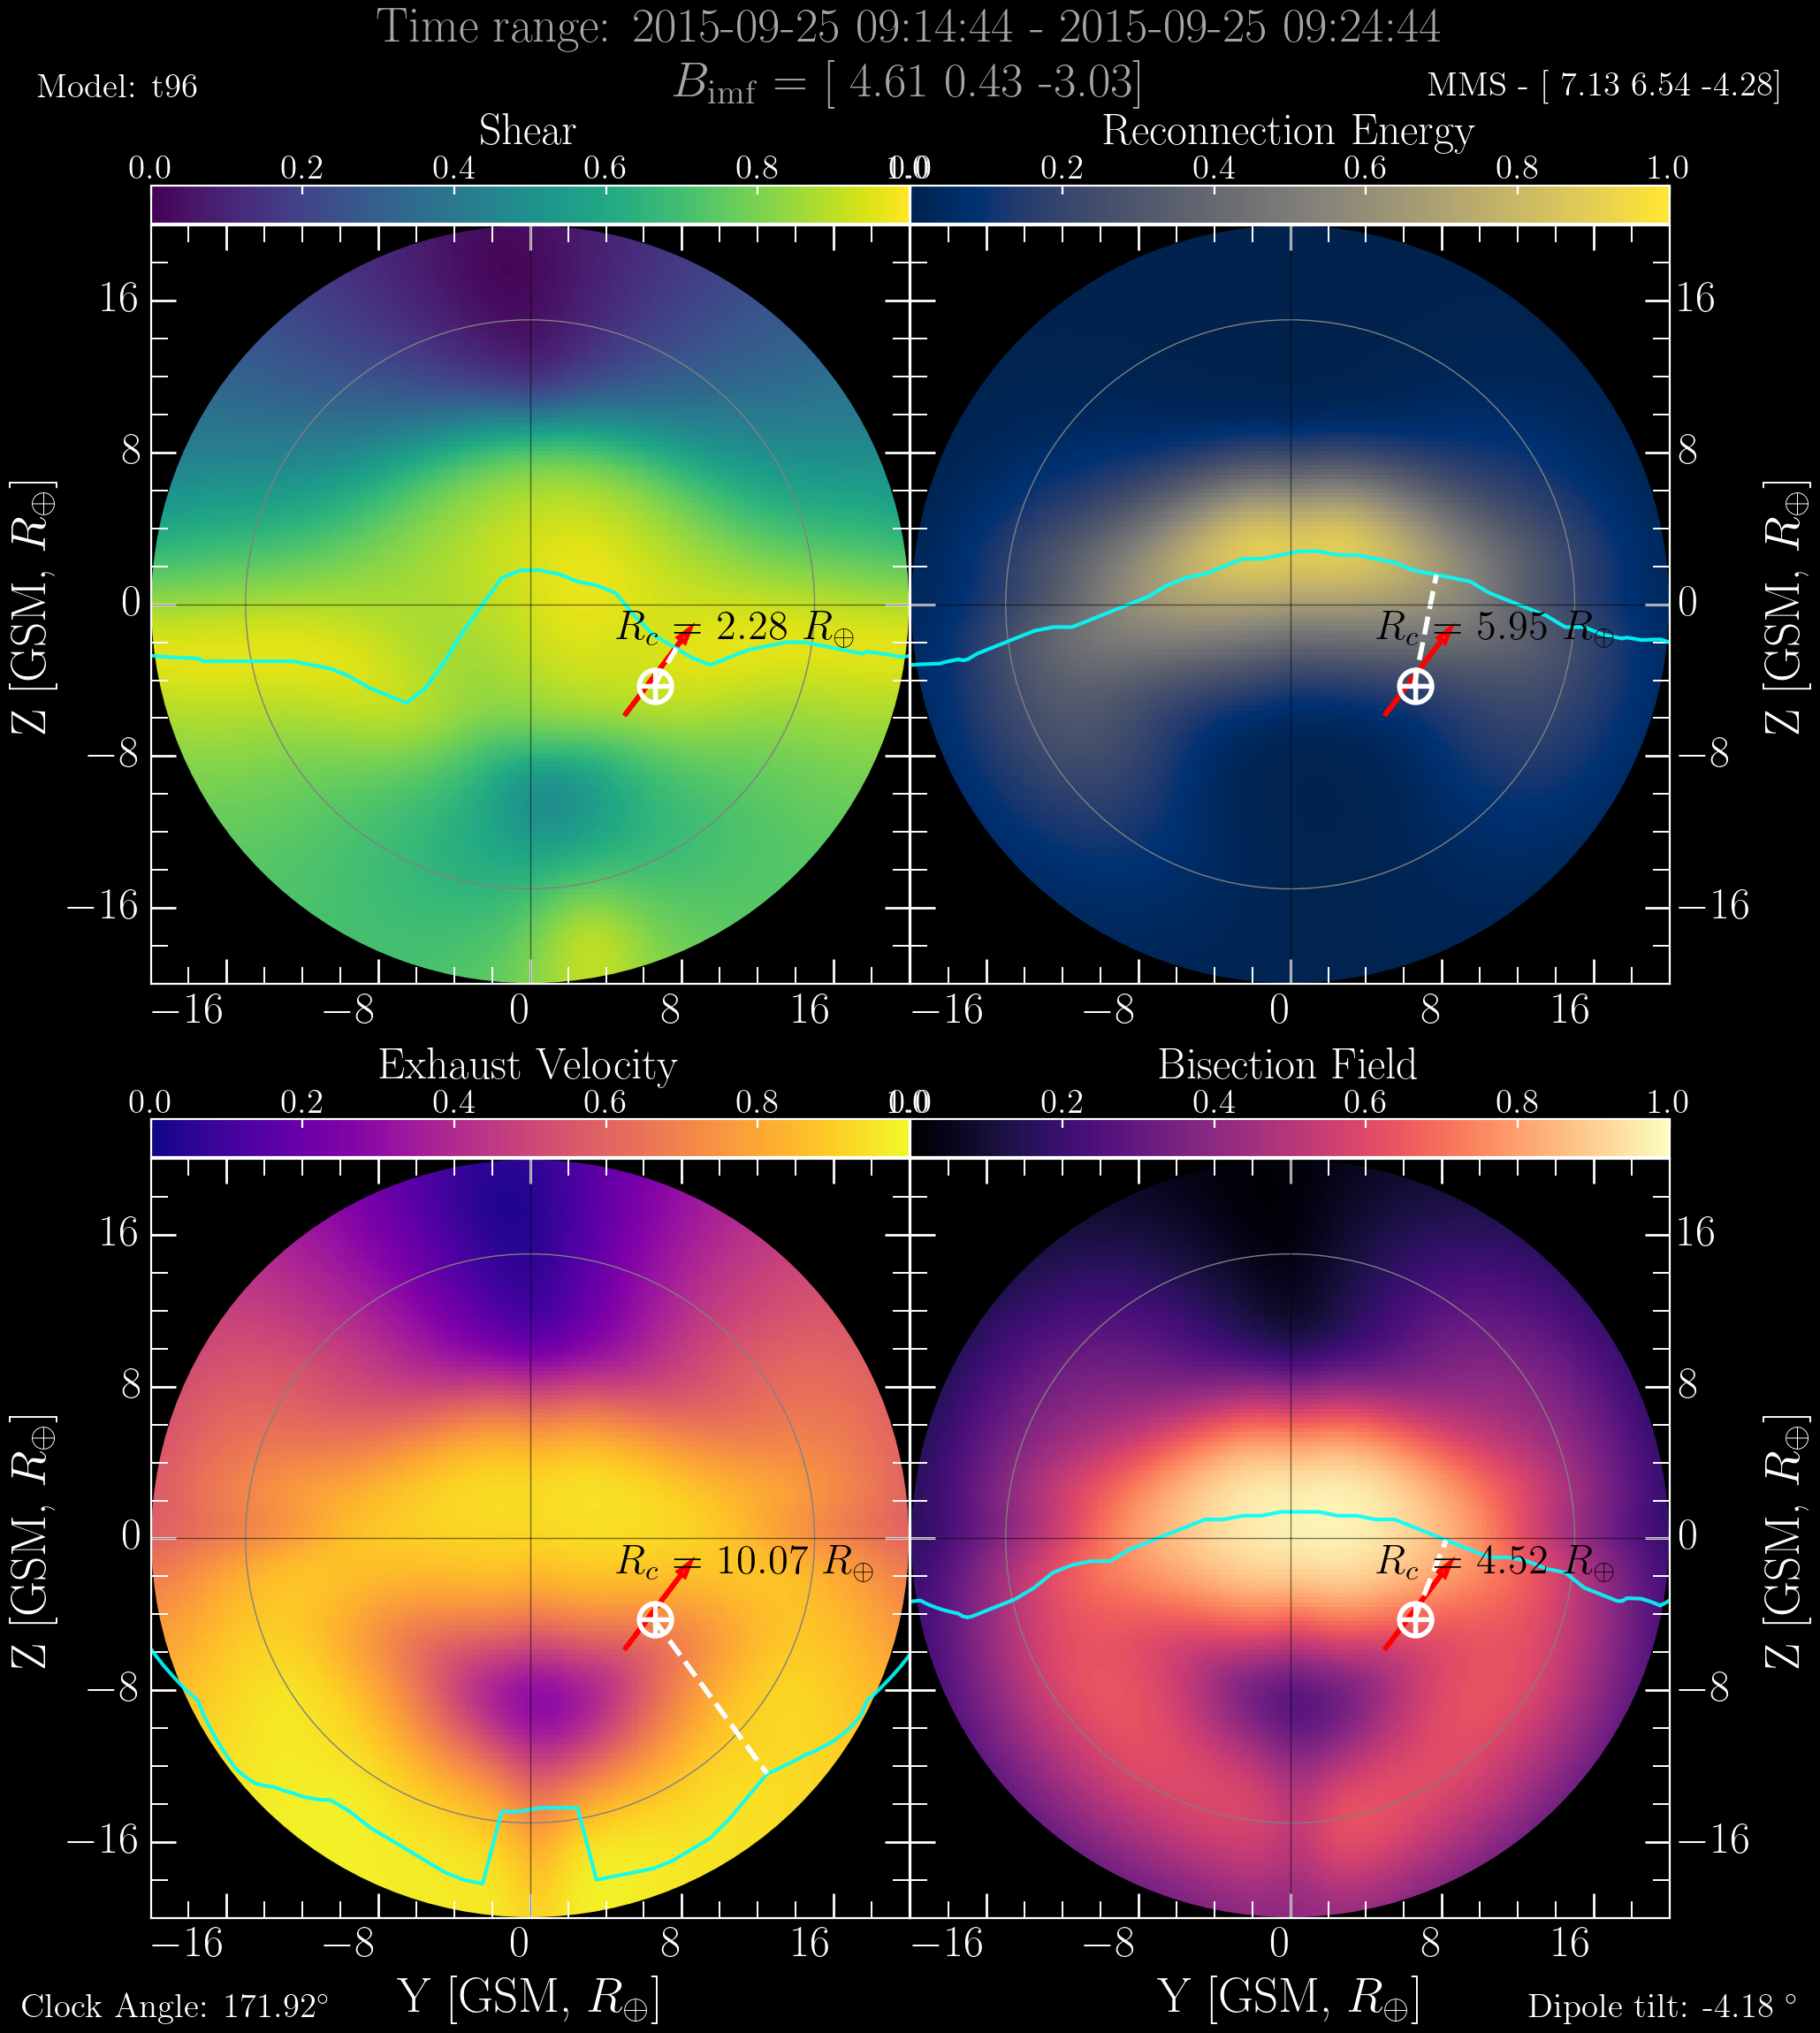 Time range: 2015-09-25 09:14:44 - 2015-09-25 09:24:44
Model: t96
B_imf = [ 4.61 0.43 -3.03]
MMS - [ 7.13 6.54 -4.28]
Shear
Reconnection Energy
0.0 0.2 0.4 0.6 0.8 1.0
0.0 0.2 0.4 0.6 0.8 1.0
16
8
0
−8
−16
Z [GSM, R⊕]
R_c = 2.28 R⊕
−16 −8 0 8 16
R_c = 5.95 R⊕
16
8
0
−8
−16
Z [GSM, R⊕]
−16 −8 0 8 16
Exhaust Velocity
Bisection Field
0.0 0.2 0.4 0.6 0.8 1.0
0.0 0.2 0.4 0.6 0.8 1.0
16
8
0
−8
−16
Z [GSM, R⊕]
R_c = 10.07 R⊕
−16 −8 0 8 16
Y [GSM, R⊕]
R_c = 4.52 R⊕
16
8
0
−8
−16
Z [GSM, R⊕]
−16 −8 0 8 16
Y [GSM, R⊕]
Clock Angle: 171.92°
Dipole tilt: -4.18 °